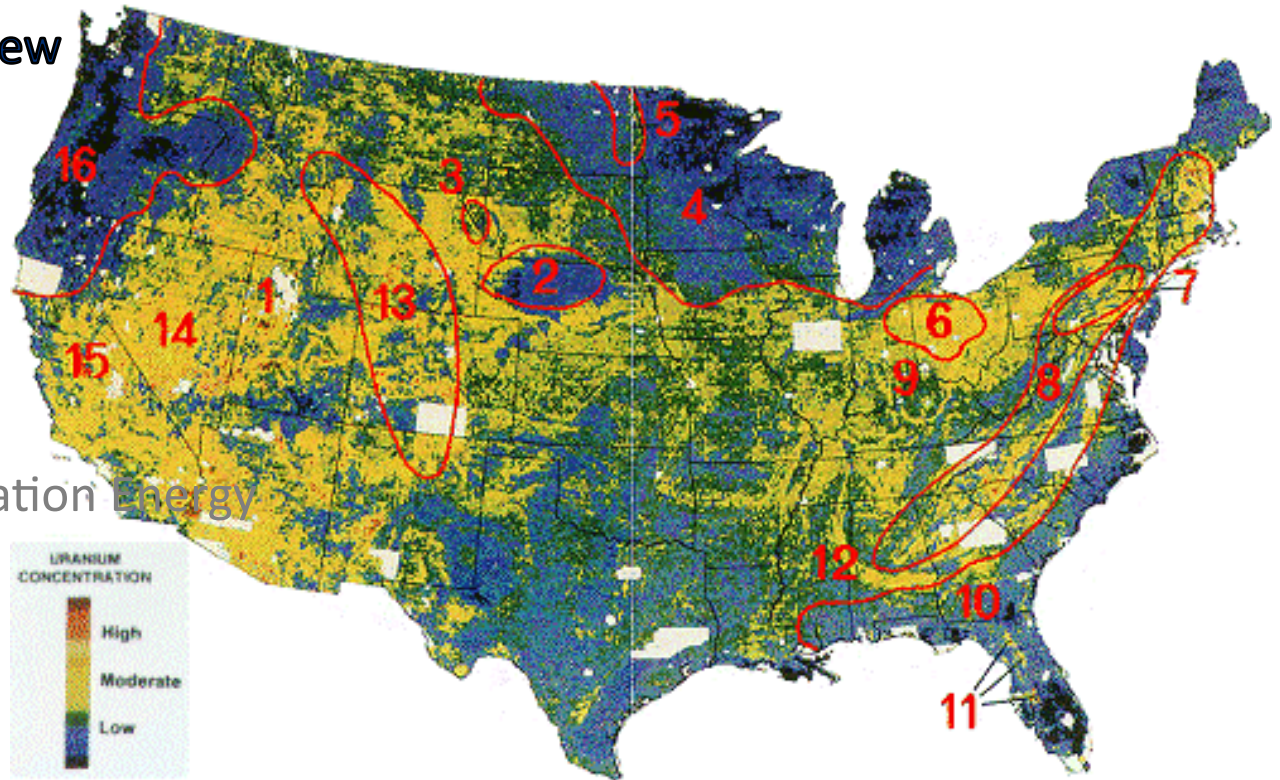 ew
16
3
5
4
1
13
2
14
15
6
7
9
8
ation Energy
12
10
11
URANIUM
CONCENTRATION
High
Moderate
Low